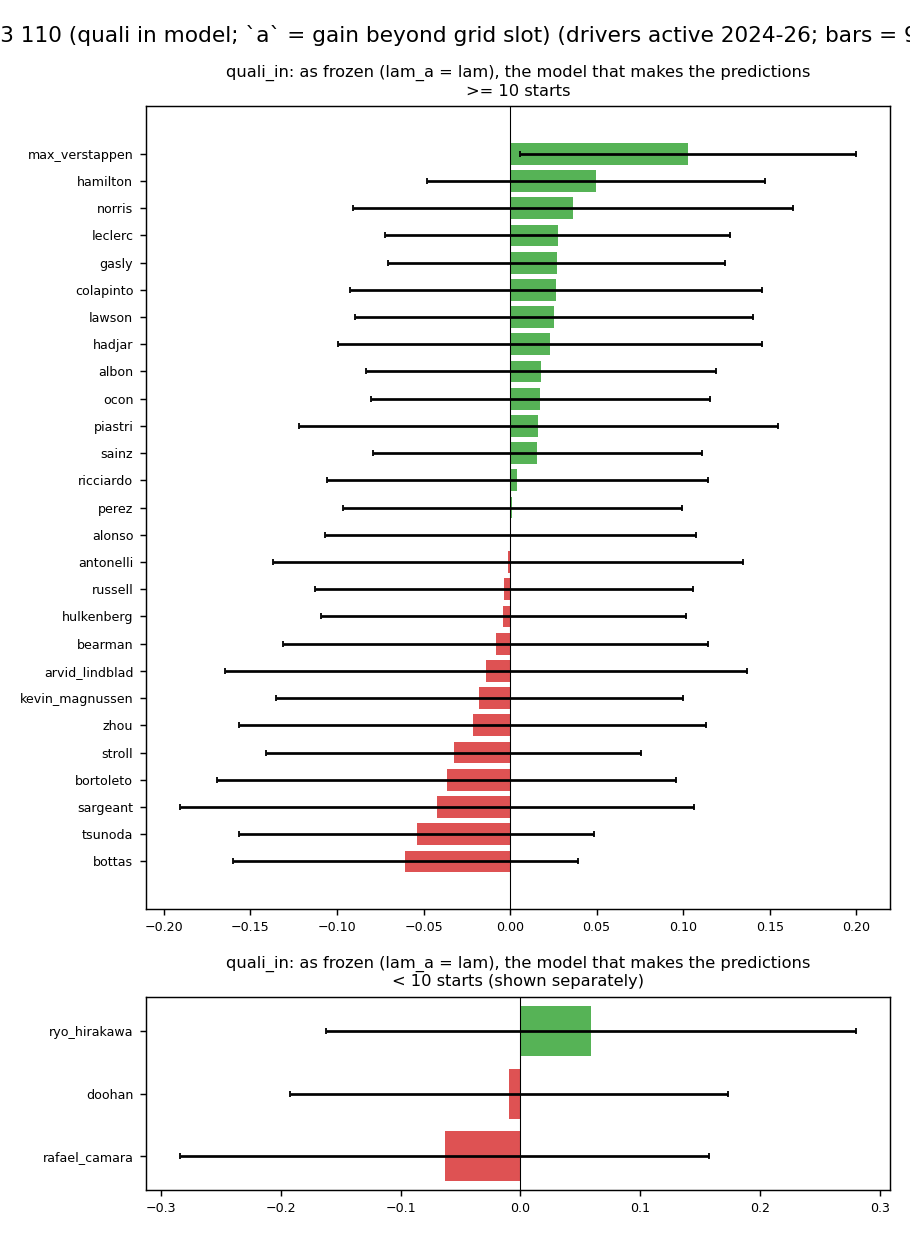 3 110 (quali in model; `a` = gain beyond grid slot) (drivers active 2024-26; bars = 9
quali_in: as frozen (lam_a = lam), the model that makes the predictions
>= 10 starts
max_verstappen
hamilton
norris
leclerc
gasly
colapinto
lawson
hadjar
albon
ocon
piastri
sainz
ricciardo
perez
alonso
antonelli
russell
hulkenberg
bearman
arvid_lindblad
kevin_magnussen
zhou
stroll
bortoleto
sargeant
tsunoda
bottas
−0.20 −0.15 −0.10 −0.05 0.00 0.05 0.10 0.15 0.20
quali_in: as frozen (lam_a = lam), the model that makes the predictions
< 10 starts (shown separately)
ryo_hirakawa
doohan
rafael_camara
−0.3 −0.2 −0.1 0.0 0.1 0.2 0.3